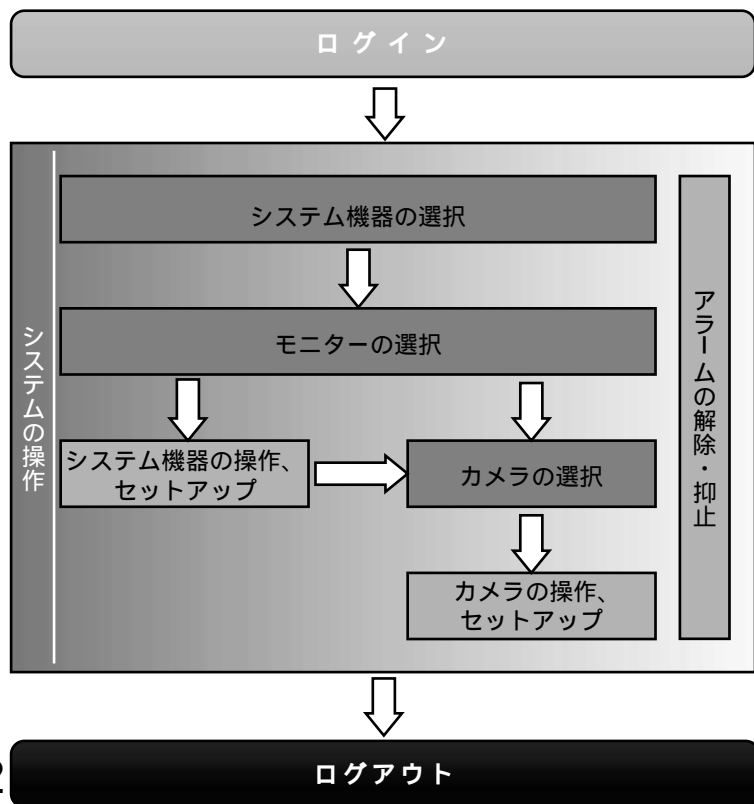 ログイン
システムの操作
システム機器の選択
モニターの選択
システム機器の操作、
セットアップ
カメラの選択
カメラの操作、
セットアップ
アラームの解除・抑止
ログアウト
2